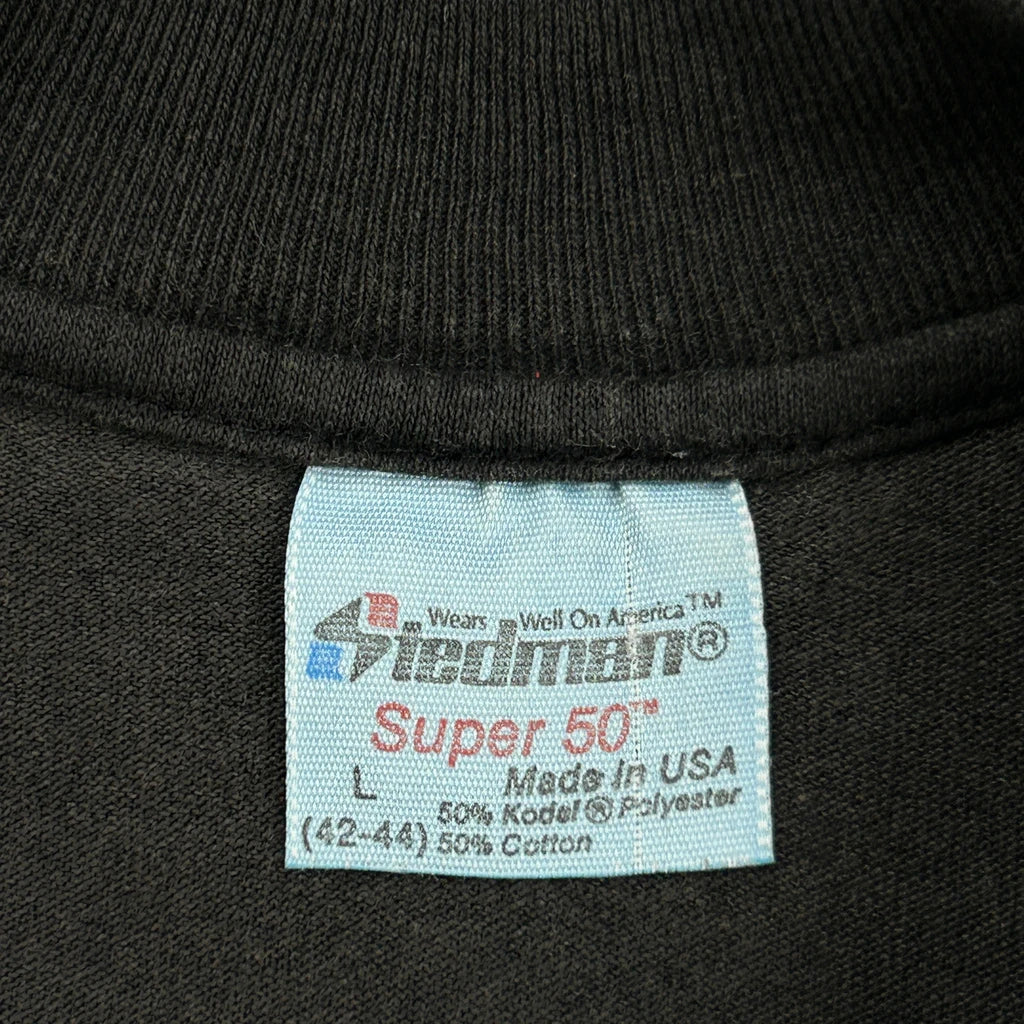 Wears Well On America™
Stedman®
Super 50™
L Made In USA
50% Kodel® Polyester
(42-44) 50% Cotton